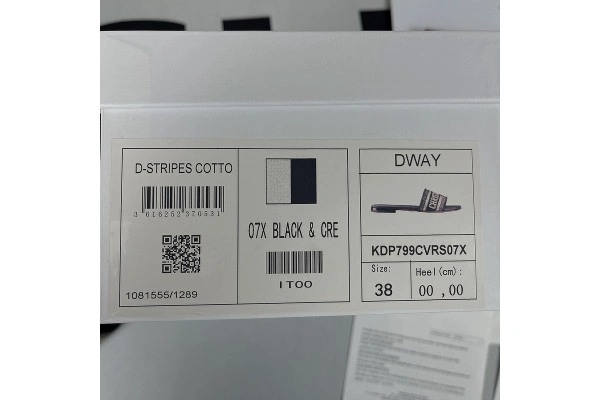 D-STRIPES COTTO
3 616252 370531
1081555/1289
07X BLACK & CRE
ITOO
DWAY
KDP799CVRS07X
Size:
38
Heel(cm):
00,00